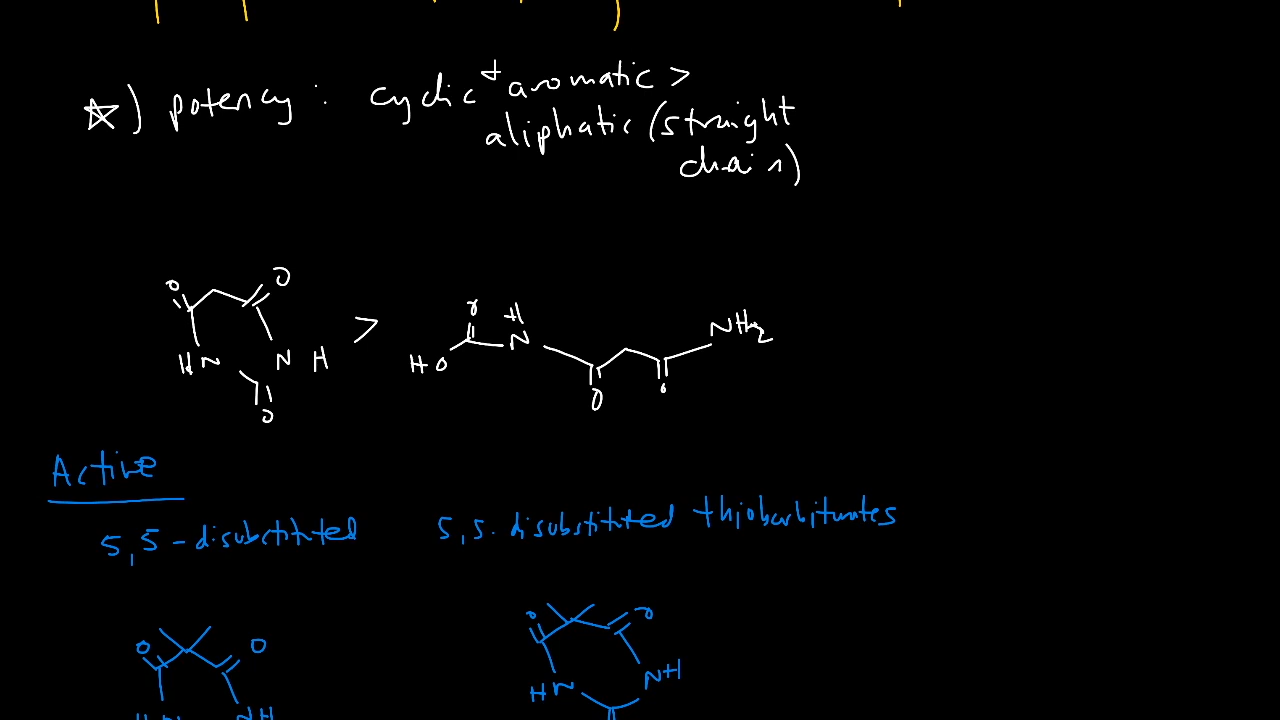 ☆) potency : cyclic + aromatic >
aliphatic (straight
chain)
O O
HN N H
O
>
O H
HO N NH2
O O
Active
5,5 - disubstituted 5,5. disubstituted thiobarbiturates
O O O O
HN NH HN NH